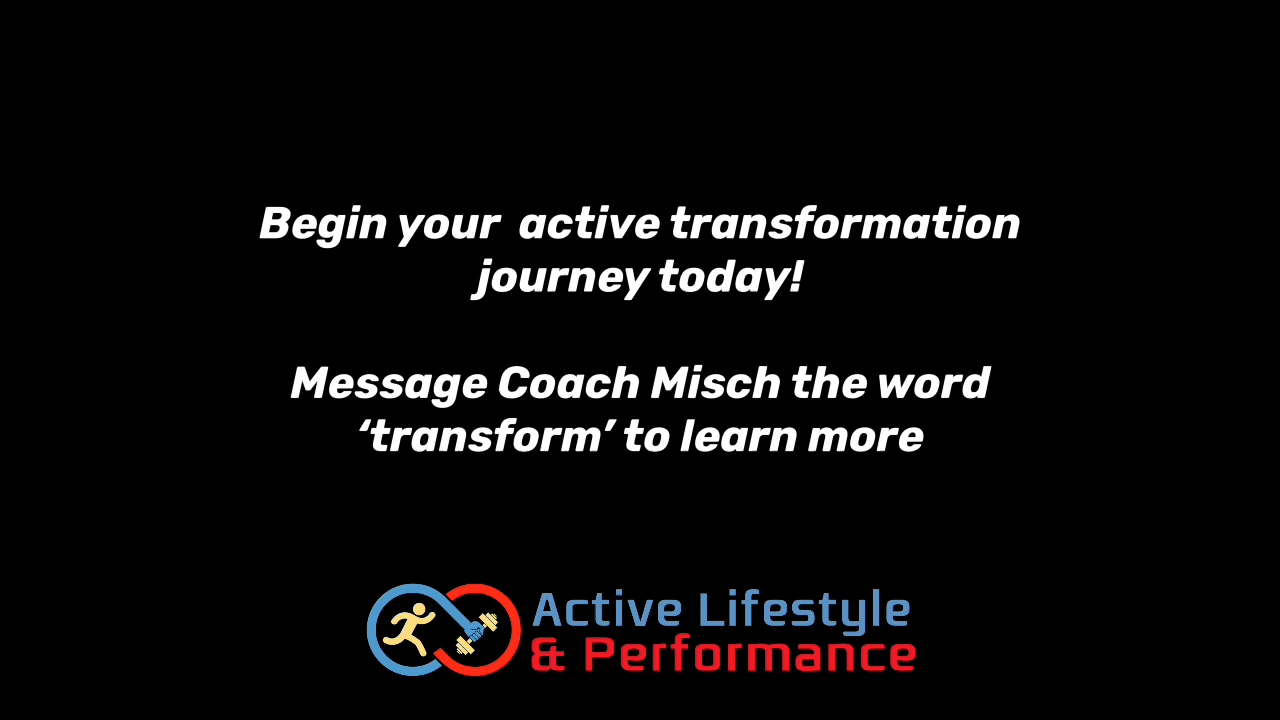 Begin your  active transformation
journey today!
Message Coach Misch the word
‘transform’ to learn more
Active Lifestyle
& Performance